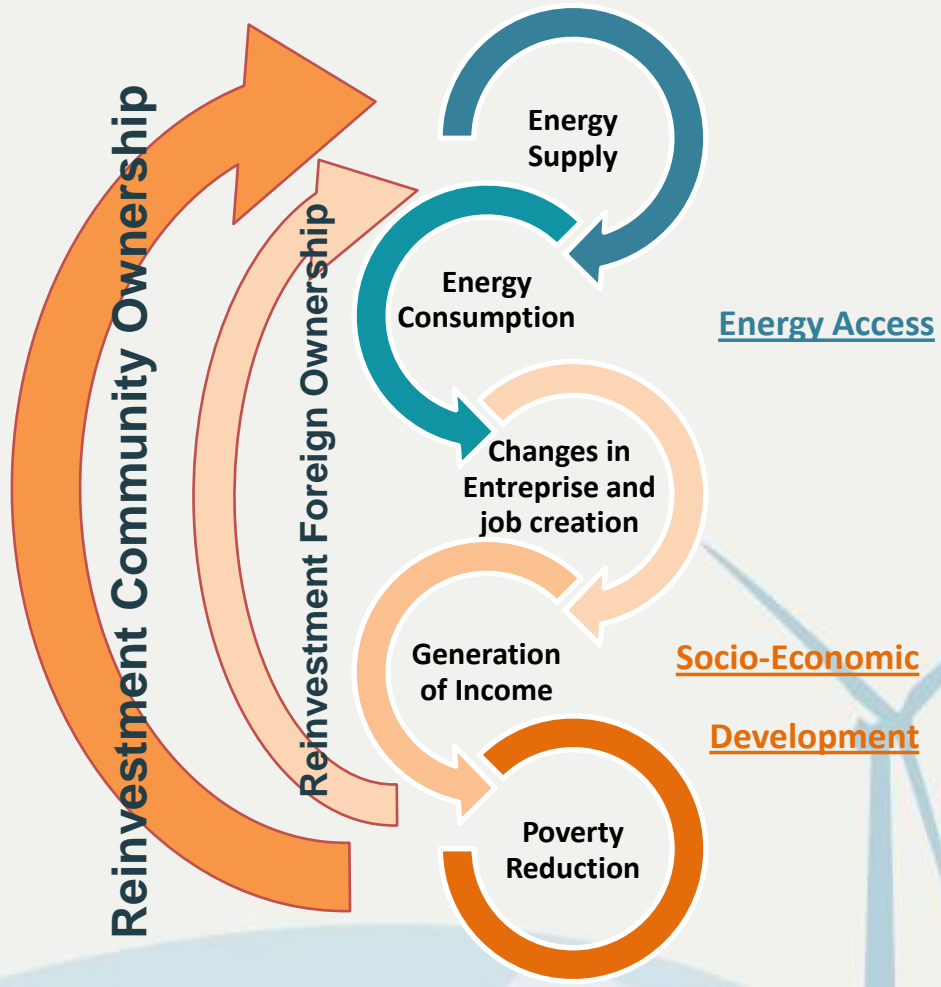 Reinvestment Community Ownership
Reinvestment Foreign Ownership
Energy
Supply
Energy
Consumption
Energy Access
Changes in
Entreprise and
job creation
Generation
of Income
Socio-Economic
Development
Poverty
Reduction